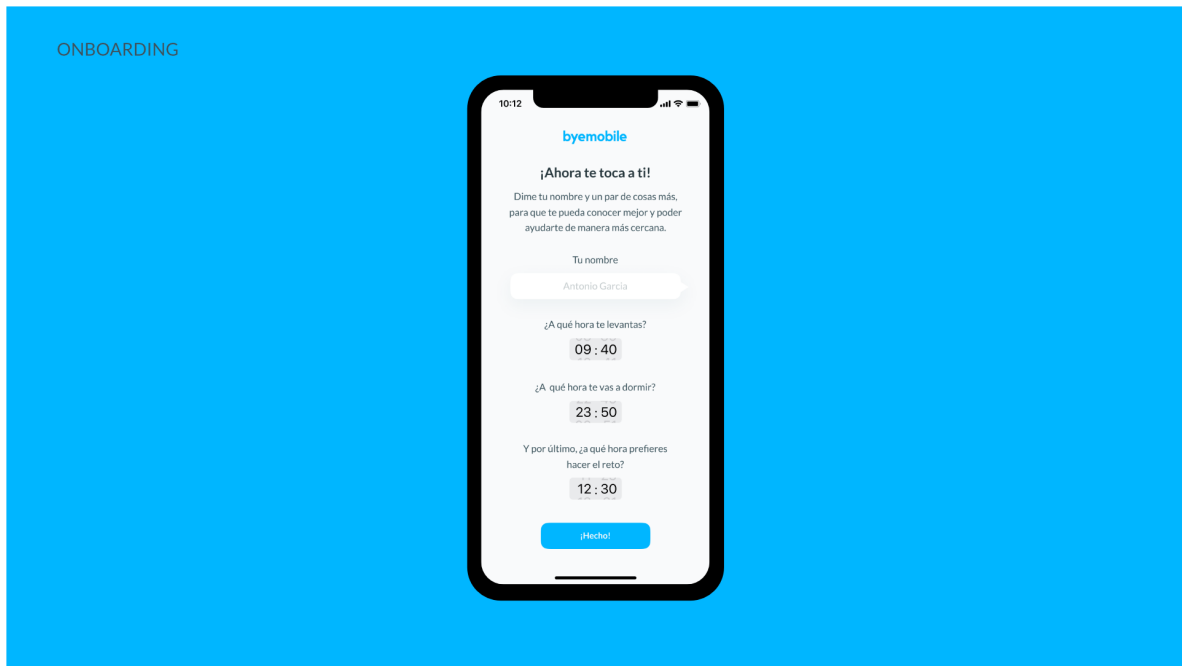 ONBOARDING
10:12
byemobile
¡Ahora te toca a ti!
Dime tu nombre y un par de cosas más,
para que te pueda conocer mejor y poder
ayudarte de manera más cercana.
Tu nombre
Antonio García
¿A qué hora te levantas?
09 : 40
¿A qué hora te vas a dormir?
23 : 50
Y por último, ¿a qué hora prefieres
hacer el reto?
12 : 30
¡Hecho!